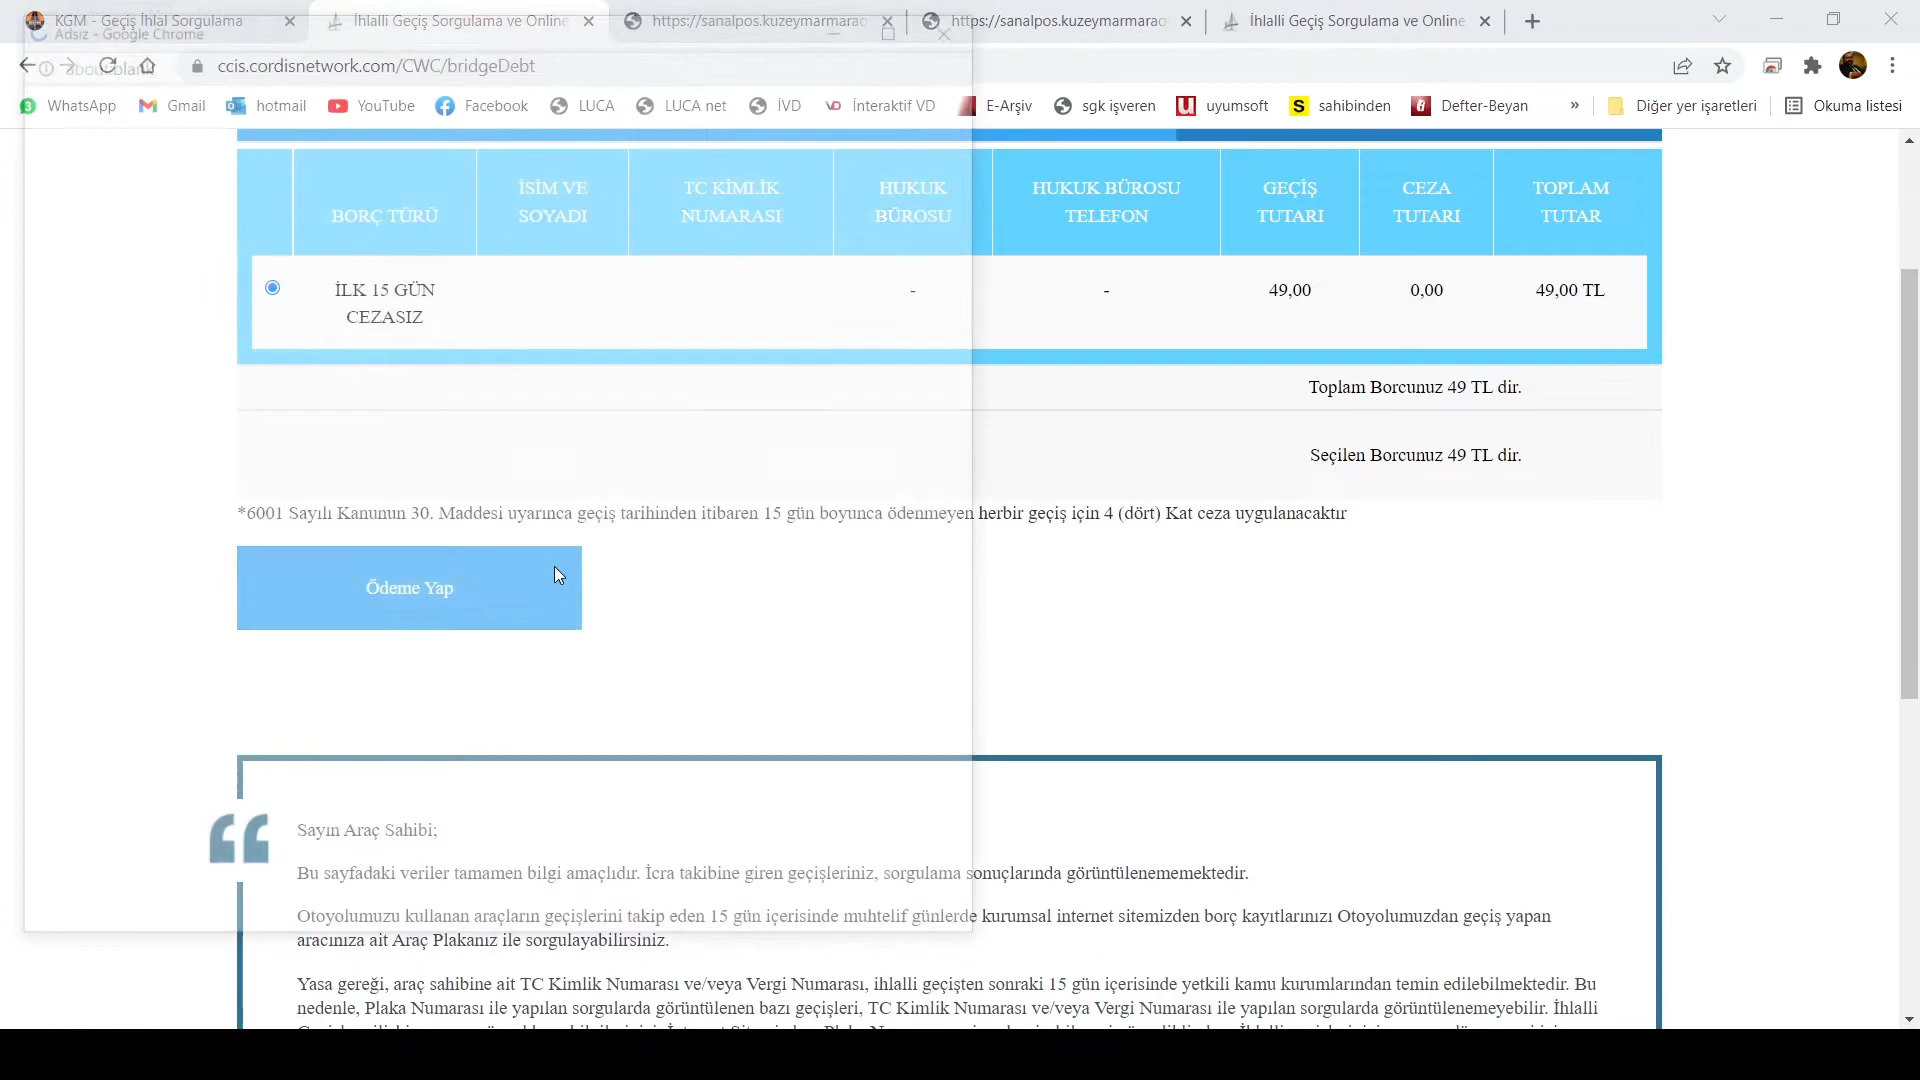 KGM - Geçiş İhlal Sorgulama
İhlalli Geçiş Sorgulama ve Online
https://sanalpos.kuzeymarmarao
https://sanalpos.kuzeymarmarao
İhlalli Geçiş Sorgulama ve Online
Adsız - Google Chrome
about:blank
ccis.cordisnetwork.com/CWC/bridgeDebt
WhatsApp
Gmail
hotmail
YouTube
Facebook
LUCA
LUCA net
İVD
İnteraktif VD
E-Arşiv
sgk işveren
uyumsoft
sahibinden
Defter-Beyan
»
Diğer yer işaretleri
Okuma listesi
BORÇ TÜRÜ
İSİM VE
SOYADI
TC KİMLİK
NUMARASI
HUKUK
BÜROSU
HUKUK BÜROSU
TELEFON
GEÇİŞ
TUTARI
CEZA
TUTARI
TOPLAM
TUTAR
İLK 15 GÜN
CEZASIZ
-
-
49,00
0,00
49,00 TL
Toplam Borcunuz 49 TL dir.
Seçilen Borcunuz 49 TL dir.
*6001 Sayılı Kanunun 30. Maddesi uyarınca geçiş tarihinden itibaren 15 gün boyunca ödenmeyen herbir geçiş için 4 (dört) Kat ceza uygulanacaktır
Ödeme Yap
Sayın Araç Sahibi;
Bu sayfadaki veriler tamamen bilgi amaçlıdır. İcra takibine giren geçişleriniz, sorgulama sonuçlarında görüntülenememektedir.
Otoyolumuzu kullanan araçların geçişlerini takip eden 15 gün içerisinde muhtelif günlerde kurumsal internet sitemizden borç kayıtlarınızı Otoyolumuzdan geçiş yapan
aracınıza ait Araç Plakanız ile sorgulayabilirsiniz.
Yasa gereği, araç sahibine ait TC Kimlik Numarası ve/veya Vergi Numarası, ihlalli geçişten sonraki 15 gün içerisinde yetkili kamu kurumlarından temin edilebilmektedir. Bu
nedenle, Plaka Numarası ile yapılan sorgularda görüntülenen bazı geçişleri, TC Kimlik Numarası ve/veya Vergi Numarası ile yapılan sorgularda görüntülenemeyebilir. İhlalli